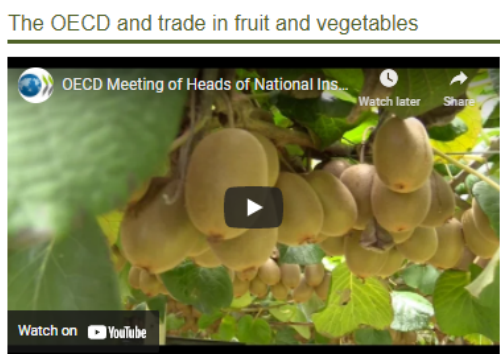 The OECD and trade in fruit and vegetables
OECD Meeting of Heads of National Ins...
Watch later
Share
Watch on YouTube